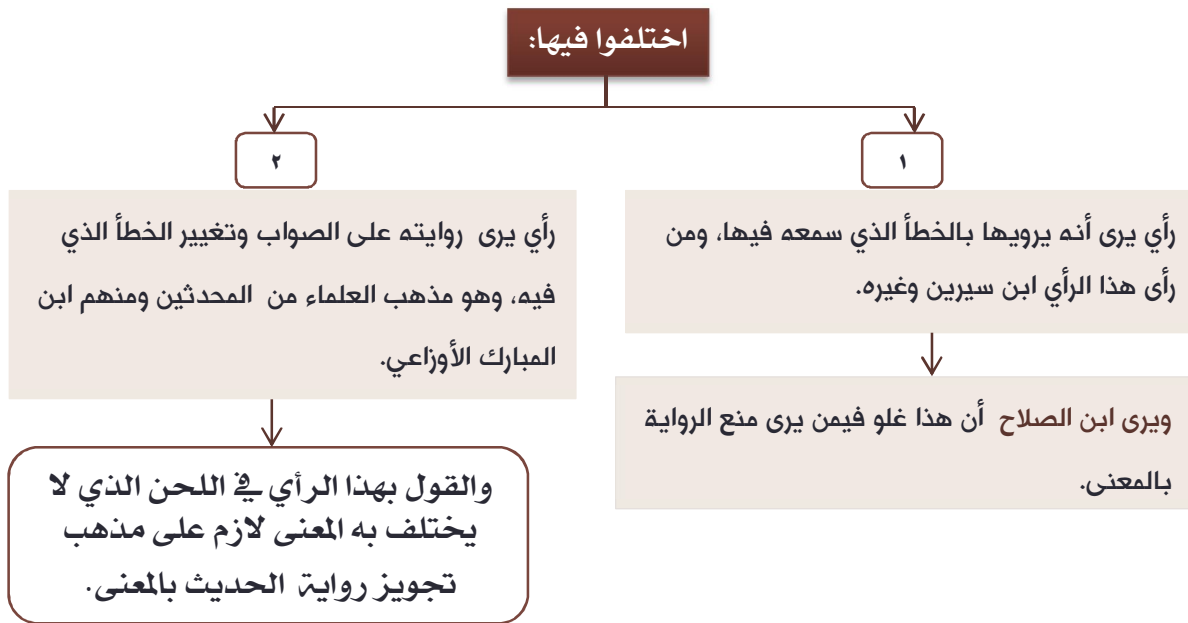 اختلفوا فيها:
١
رأي يرى أنه يرويها بالخطأ الذي سمعه فيها، ومن
رأى هذا الرأي ابن سيرين وغيره.
ويرى ابن الصلاح أن هذا غلو فيمن يرى منع الرواية
بالمعنى.
٢
رأي يرى روايته على الصواب وتغيير الخطأ الذي
فيه، وهو مذهب العلماء من المحدثين ومنهم ابن
المبارك الأوزاعي.
والقول بهذا الرأي في اللحن الذي لا
يختلف به المعنى لازم على مذهب
تجويز رواية الحديث بالمعنى.